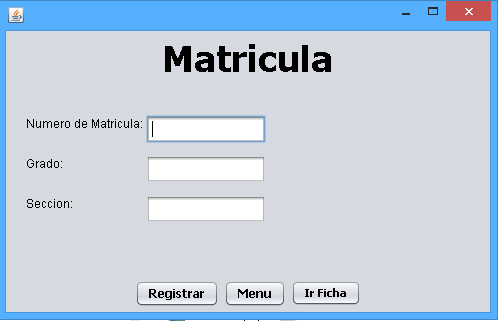 Matricula
Numero de Matricula:
Grado:
Seccion:
Registrar Menu Ir Ficha